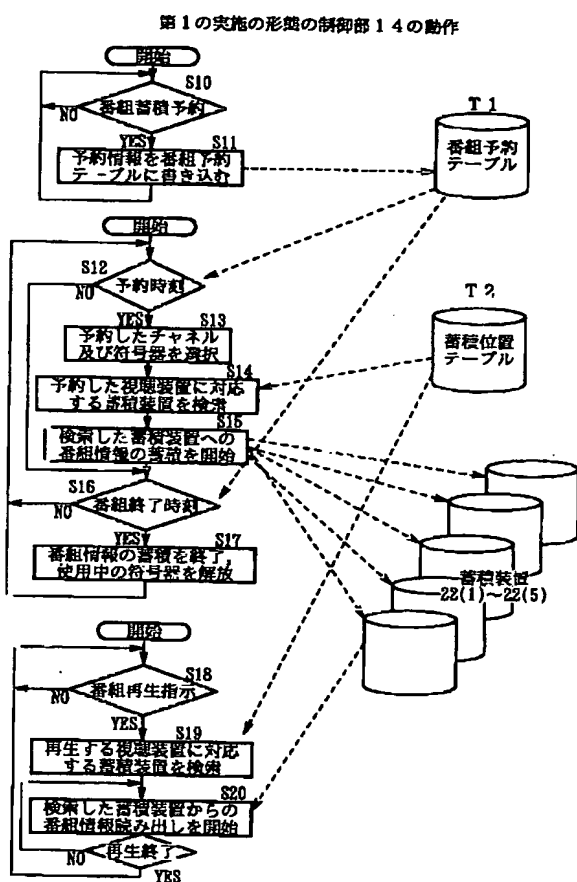 第1の実施の形態の制御部14の動作
開始
S10
番組蓄積予約
NO
YES
S11
予約情報を番組予約
テーブルに書き込む
T1
番組予約
テーブル
開始
S12
予約時刻
NO
YES
S13
予約したチャネル
及び符号器を選択
S14
予約した視聴装置に対応
する蓄積装置を検索
S15
検索した蓄積装置への
番組情報の蓄積を開始
S16
番組終了時刻
NO
YES
S17
番組情報の蓄積を終了,
使用中の符号器を解放
T2
蓄積位置
テーブル
蓄積装置
22(1)~22(5)
開始
S18
番組再生指示
NO
YES
S19
再生する視聴装置に対応
する蓄積装置を検索
S20
検索した蓄積装置からの
番組情報読み出しを開始
NO
再生終了
YES